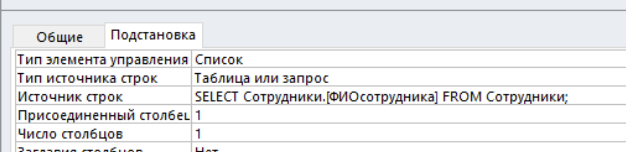 Общие Подстановка
Тип элемента управления Список
Тип источника строк Таблица или запрос
Источник строк SELECT Сотрудники.[ФИОсотрудника] FROM Сотрудники;
Присоединенный столбец 1
Число столбцов 1
Заглавия столбцов Нет